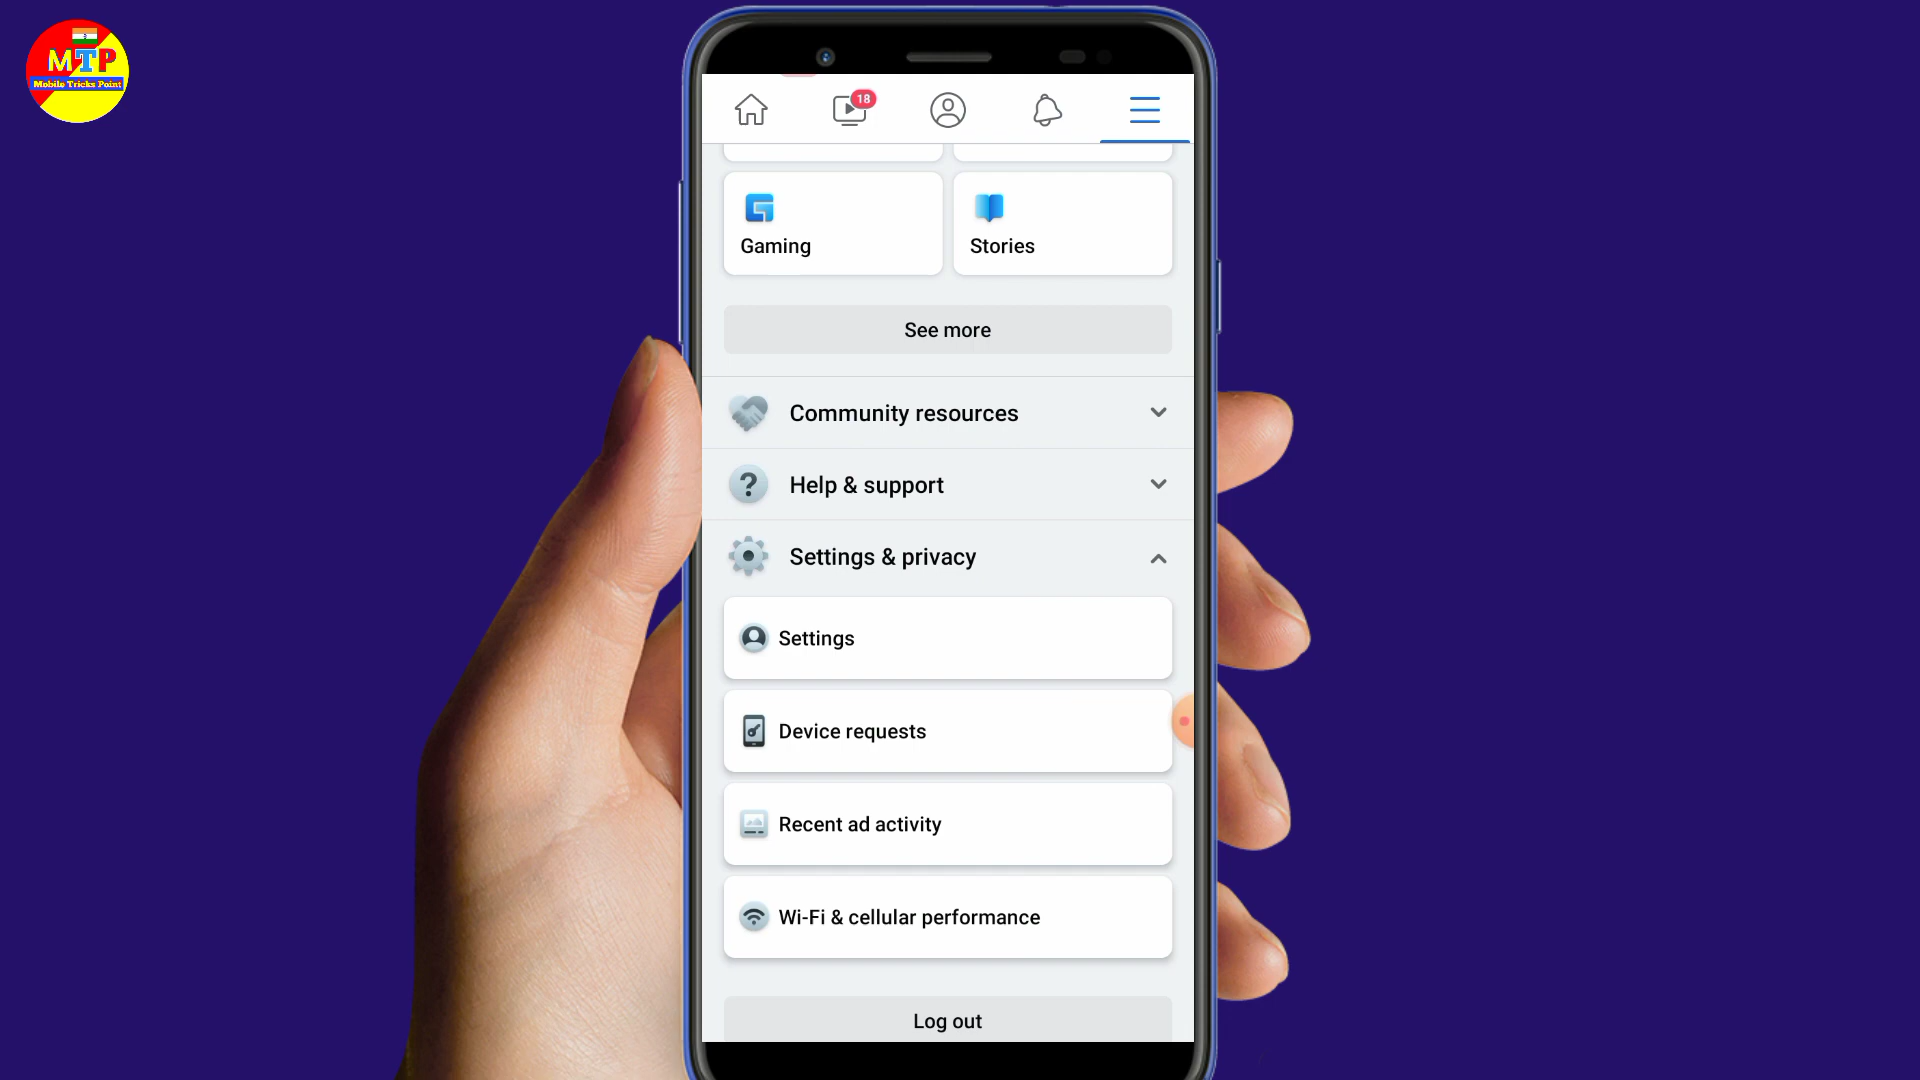 MTP
Mobile Tricks Point
18
Gaming
Stories
See more
Community resources
Help & support
Settings & privacy
Settings
Device requests
Recent ad activity
Wi-Fi & cellular performance
Log out